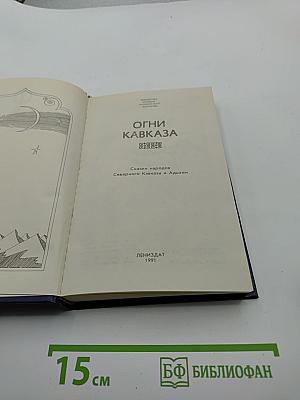 ОГНИ
КАВКАЗА
Сказки народов
Северного Кавказа и Адыгеи
ЛЕНИЗДАТ
1991
15 см
БФ БИБЛИОФАН